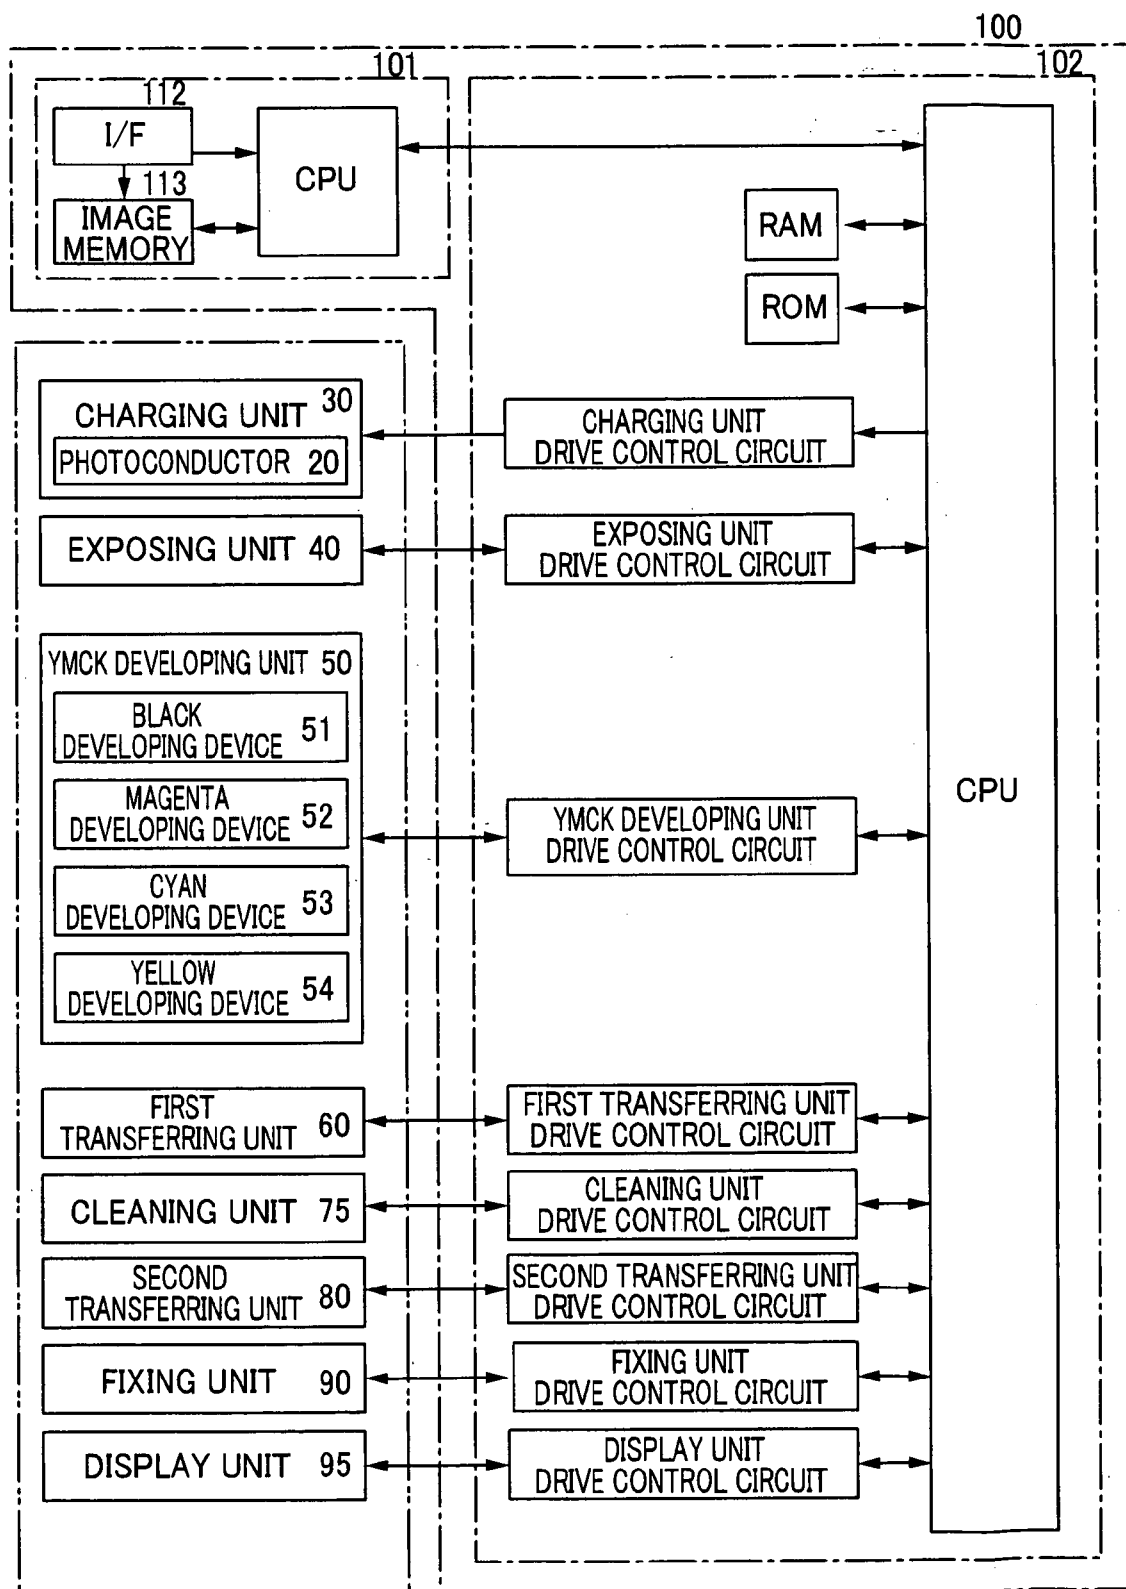 100
101
102
112
I/F
CPU
113
IMAGE
MEMORY
RAM
ROM
CHARGING UNIT 30
PHOTOCONDUCTOR 20
CHARGING UNIT
DRIVE CONTROL CIRCUIT
EXPOSING UNIT 40
EXPOSING UNIT
DRIVE CONTROL CIRCUIT
YMCK DEVELOPING UNIT 50
BLACK
DEVELOPING DEVICE 51
MAGENTA
DEVELOPING DEVICE 52
CYAN
DEVELOPING DEVICE 53
YELLOW
DEVELOPING DEVICE 54
YMCK DEVELOPING UNIT
DRIVE CONTROL CIRCUIT
CPU
FIRST
TRANSFERRING UNIT 60
FIRST TRANSFERRING UNIT
DRIVE CONTROL CIRCUIT
CLEANING UNIT 75
CLEANING UNIT
DRIVE CONTROL CIRCUIT
SECOND
TRANSFERRING UNIT 80
SECOND TRANSFERRING UNIT
DRIVE CONTROL CIRCUIT
FIXING UNIT 90
FIXING UNIT
DRIVE CONTROL CIRCUIT
DISPLAY UNIT 95
DISPLAY UNIT
DRIVE CONTROL CIRCUIT